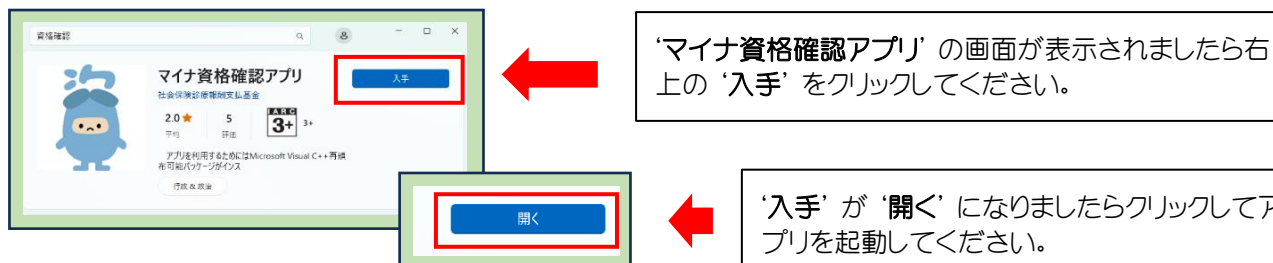 資格確認
マイナ資格確認アプリ
入手
社会保険診療報酬支払基金
2.0★ 5
IARC
3+ 3+
平均 評価
アプリを利用するためにはMicrosoft Visual C++再頒
布可能パッケージがインス
行政 & 政治
‘マイナ資格確認アプリ’の画面が表示されましたら右
上の‘入手’をクリックしてください。
開く
‘入手’が‘開く’になりましたらクリックしてア
プリを起動してください。